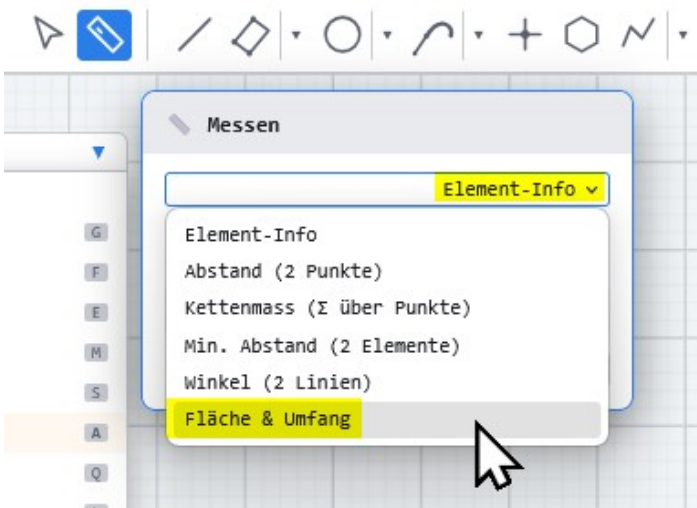 Messen
Element-Info
Element-Info
Abstand (2 Punkte)
Kettenmass (Σ über Punkte)
Min. Abstand (2 Elemente)
Winkel (2 Linien)
Fläche & Umfang
G
F
E
M
S
A
Q